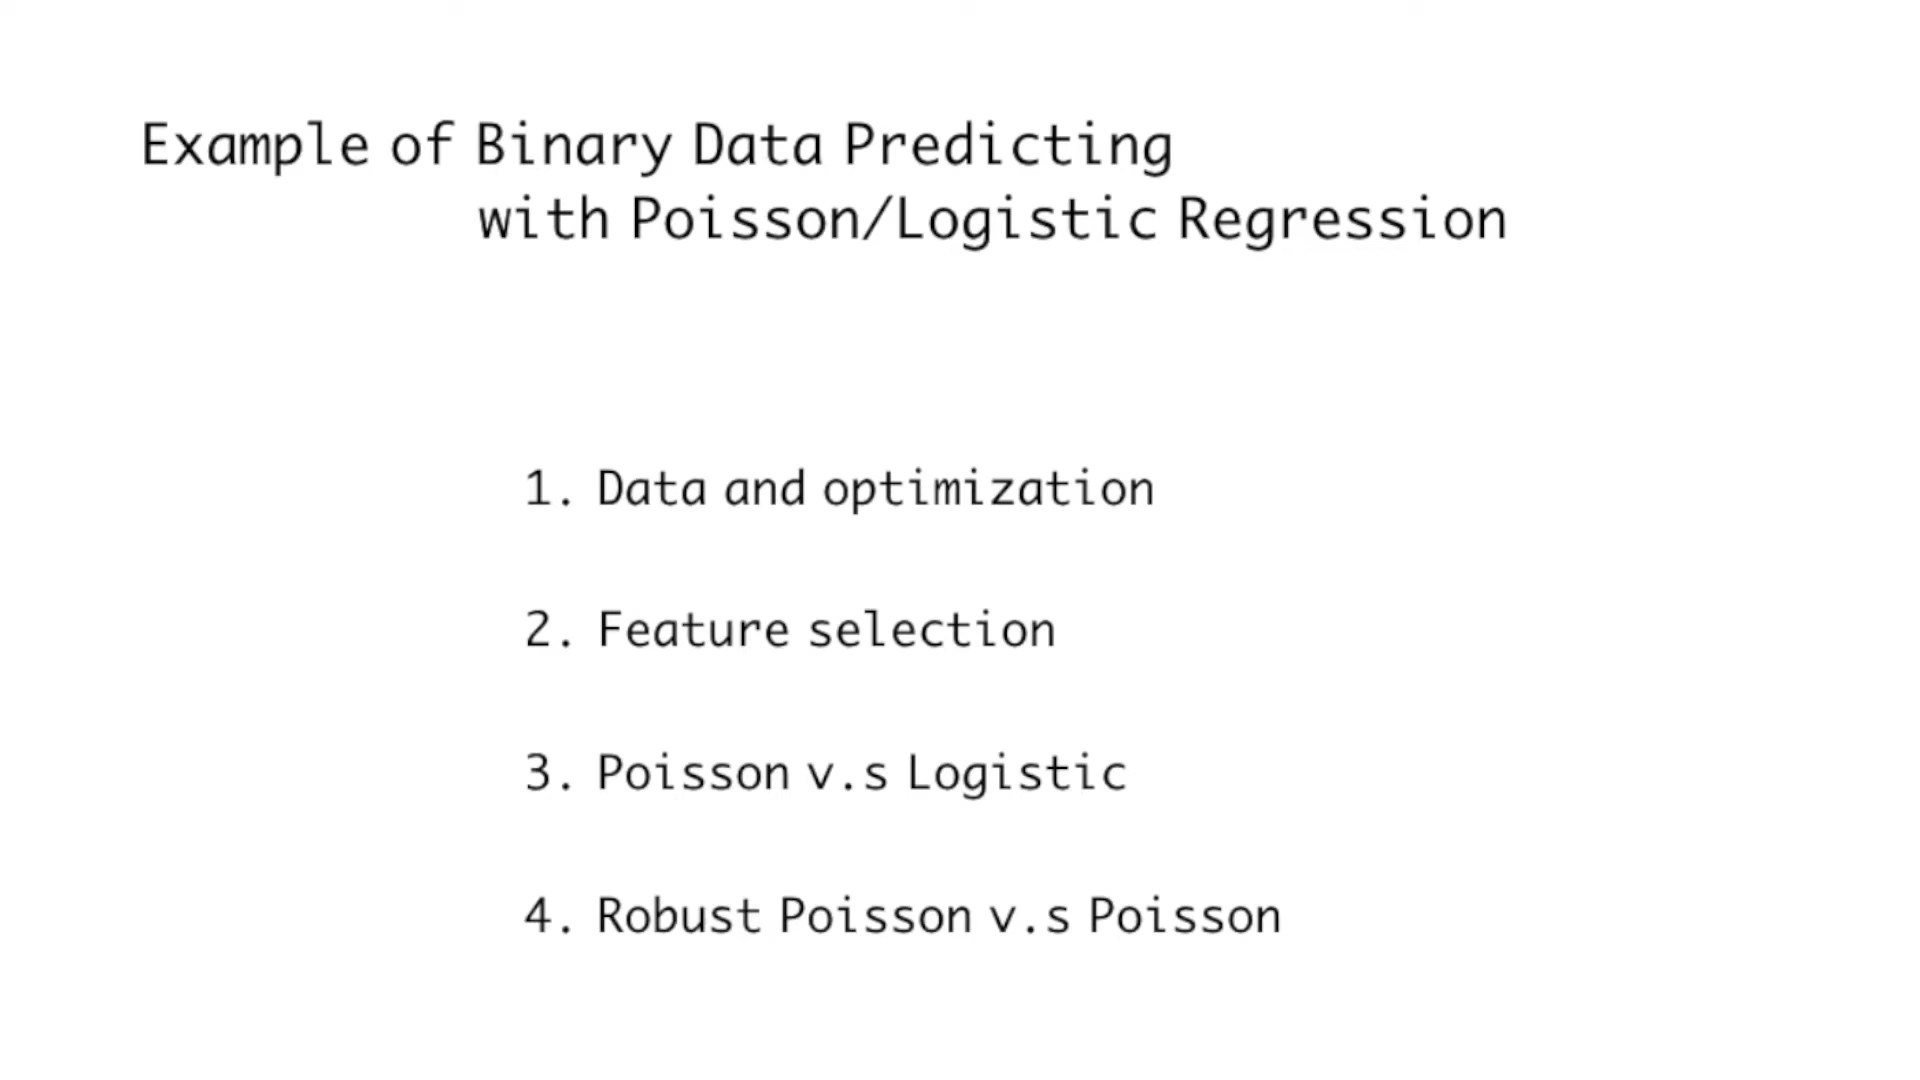 Example of Binary Data Predicting
with Poisson/Logistic Regression
1. Data and optimization
2. Feature selection
3. Poisson v.s Logistic
4. Robust Poisson v.s Poisson